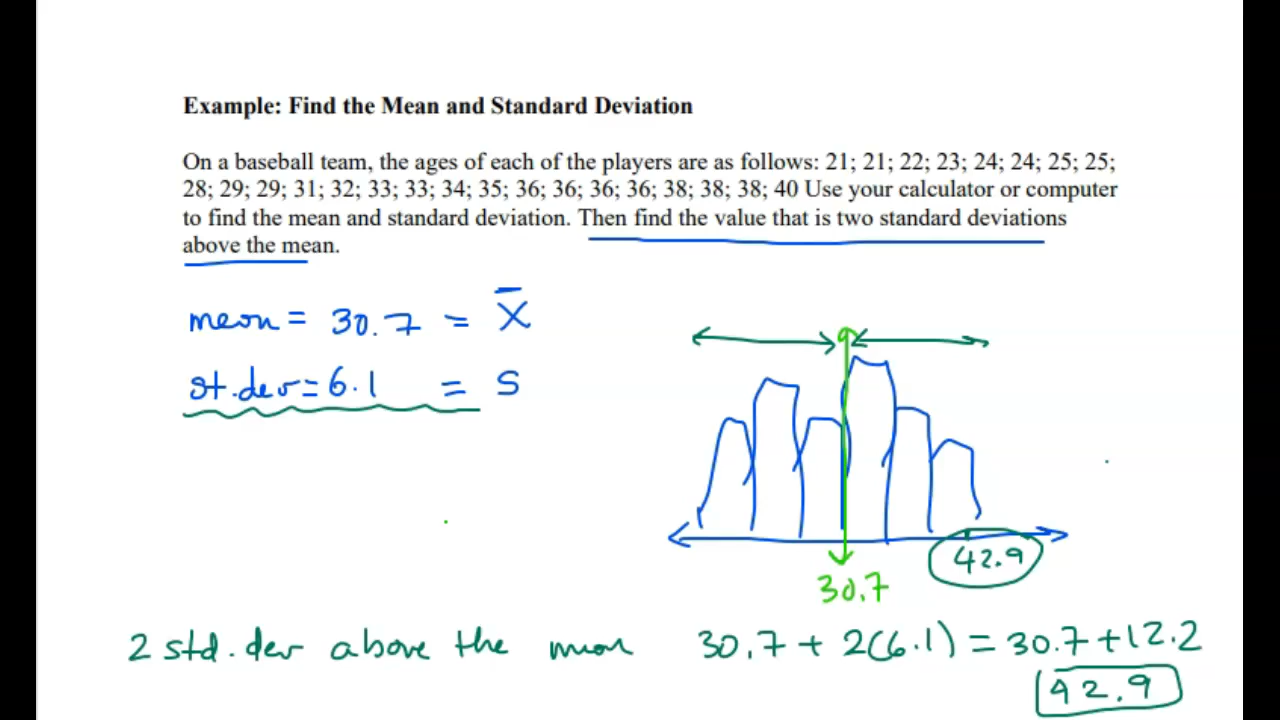 Example: Find the Mean and Standard Deviation
On a baseball team, the ages of each of the players are as follows: 21; 21; 22; 23; 24; 24; 25; 25;
28; 29; 29; 31; 32; 33; 33; 34; 35; 36; 36; 36; 36; 38; 38; 38; 40 Use your calculator or computer
to find the mean and standard deviation. Then find the value that is two standard deviations
above the mean.
mean = 30.7 = X̄
st.dev = 6.1 = S
42.9
30.7
2 std.dev above the mean 30.7 + 2(6.1) = 30.7 + 12.2
42.9